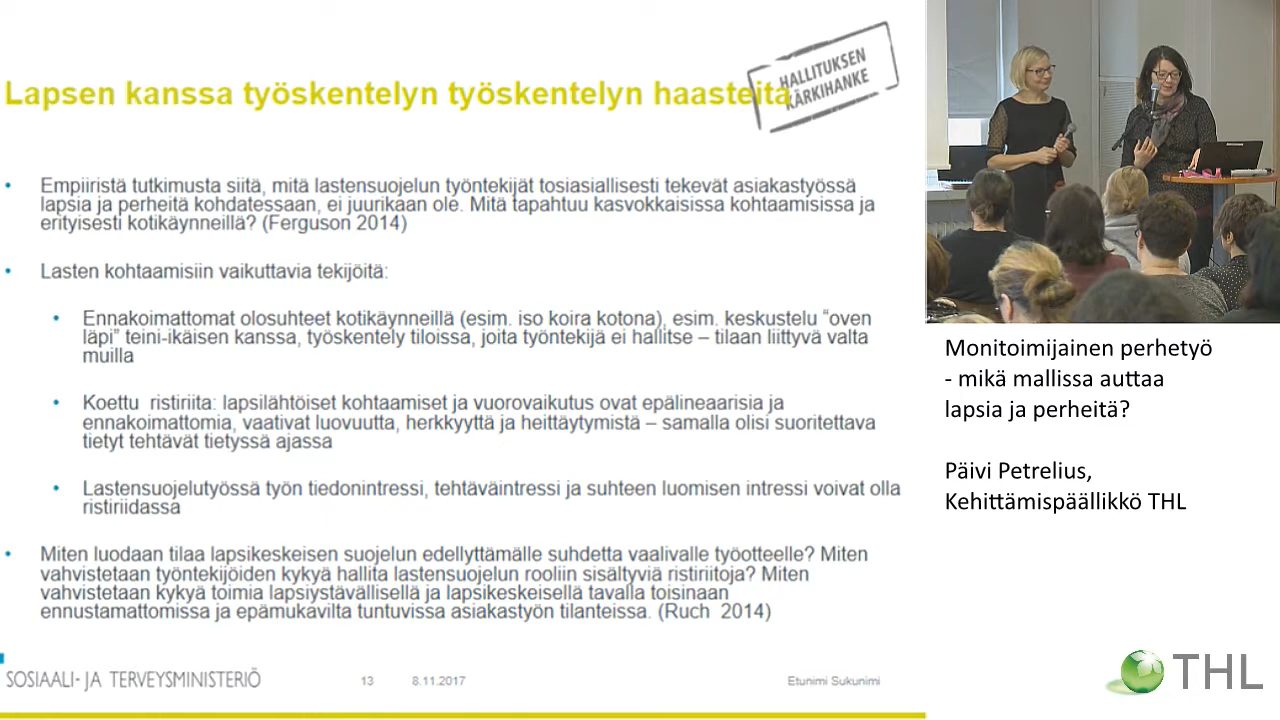 Lapsen kanssa työskentelyn työskentelyn haasteita
HALLITUKSEN
KÄRKIHANKE
• Empiiristä tutkimusta siitä, mitä lastensuojelun työntekijät tosiasiallisesti tekevät asiakastyössä
lapsia ja perheitä kohdatessaan, ei juurikaan ole. Mitä tapahtuu kasvokkaisissa kohtaamisissa ja
erityisesti kotikäynneillä? (Ferguson 2014)
• Lasten kohtaamisiin vaikuttavia tekijöitä:
• Ennakoimattomat olosuhteet kotikäynneillä (esim. iso koira kotona), esim. keskustelu “oven
läpi” teini-ikäisen kanssa, työskentely tiloissa, joita työntekijä ei hallitse – tilaan liittyvä valta
muilla
• Koettu ristiriita: lapsilähtöiset kohtaamiset ja vuorovaikutus ovat epälineaarisia ja
ennakoimattomia, vaativat luovuutta, herkkyyttä ja heittäytymistä – samalla olisi suoritettava
tietyt tehtävät tietyssä ajassa
• Lastensuojelutyössä työn tiedonintressi, tehtäväintressi ja suhteen luomisen intressi voivat olla
ristiriidassa
• Miten luodaan tilaa lapsikeskeisen suojelun edellyttämälle suhdetta vaalivalle työotteelle? Miten
vahvistetaan työntekijöiden kykyä hallita lastensuojelun rooliin sisältyviä ristiriitoja? Miten
vahvistetaan kykyä toimia lapsiystävällisellä ja lapsikeskeisellä tavalla toisinaan
ennustamattomissa ja epämukavilta tuntuvissa asiakastyön tilanteissa. (Ruch 2014)
SOSIAALI- JA TERVEYSMINISTERIÖ
13
8.11.2017
Etunimi Sukunimi
Monitoimijainen perhetyö
- mikä mallissa auttaa
lapsia ja perheitä?
Päivi Petrelius,
Kehittämispäällikkö THL
THL